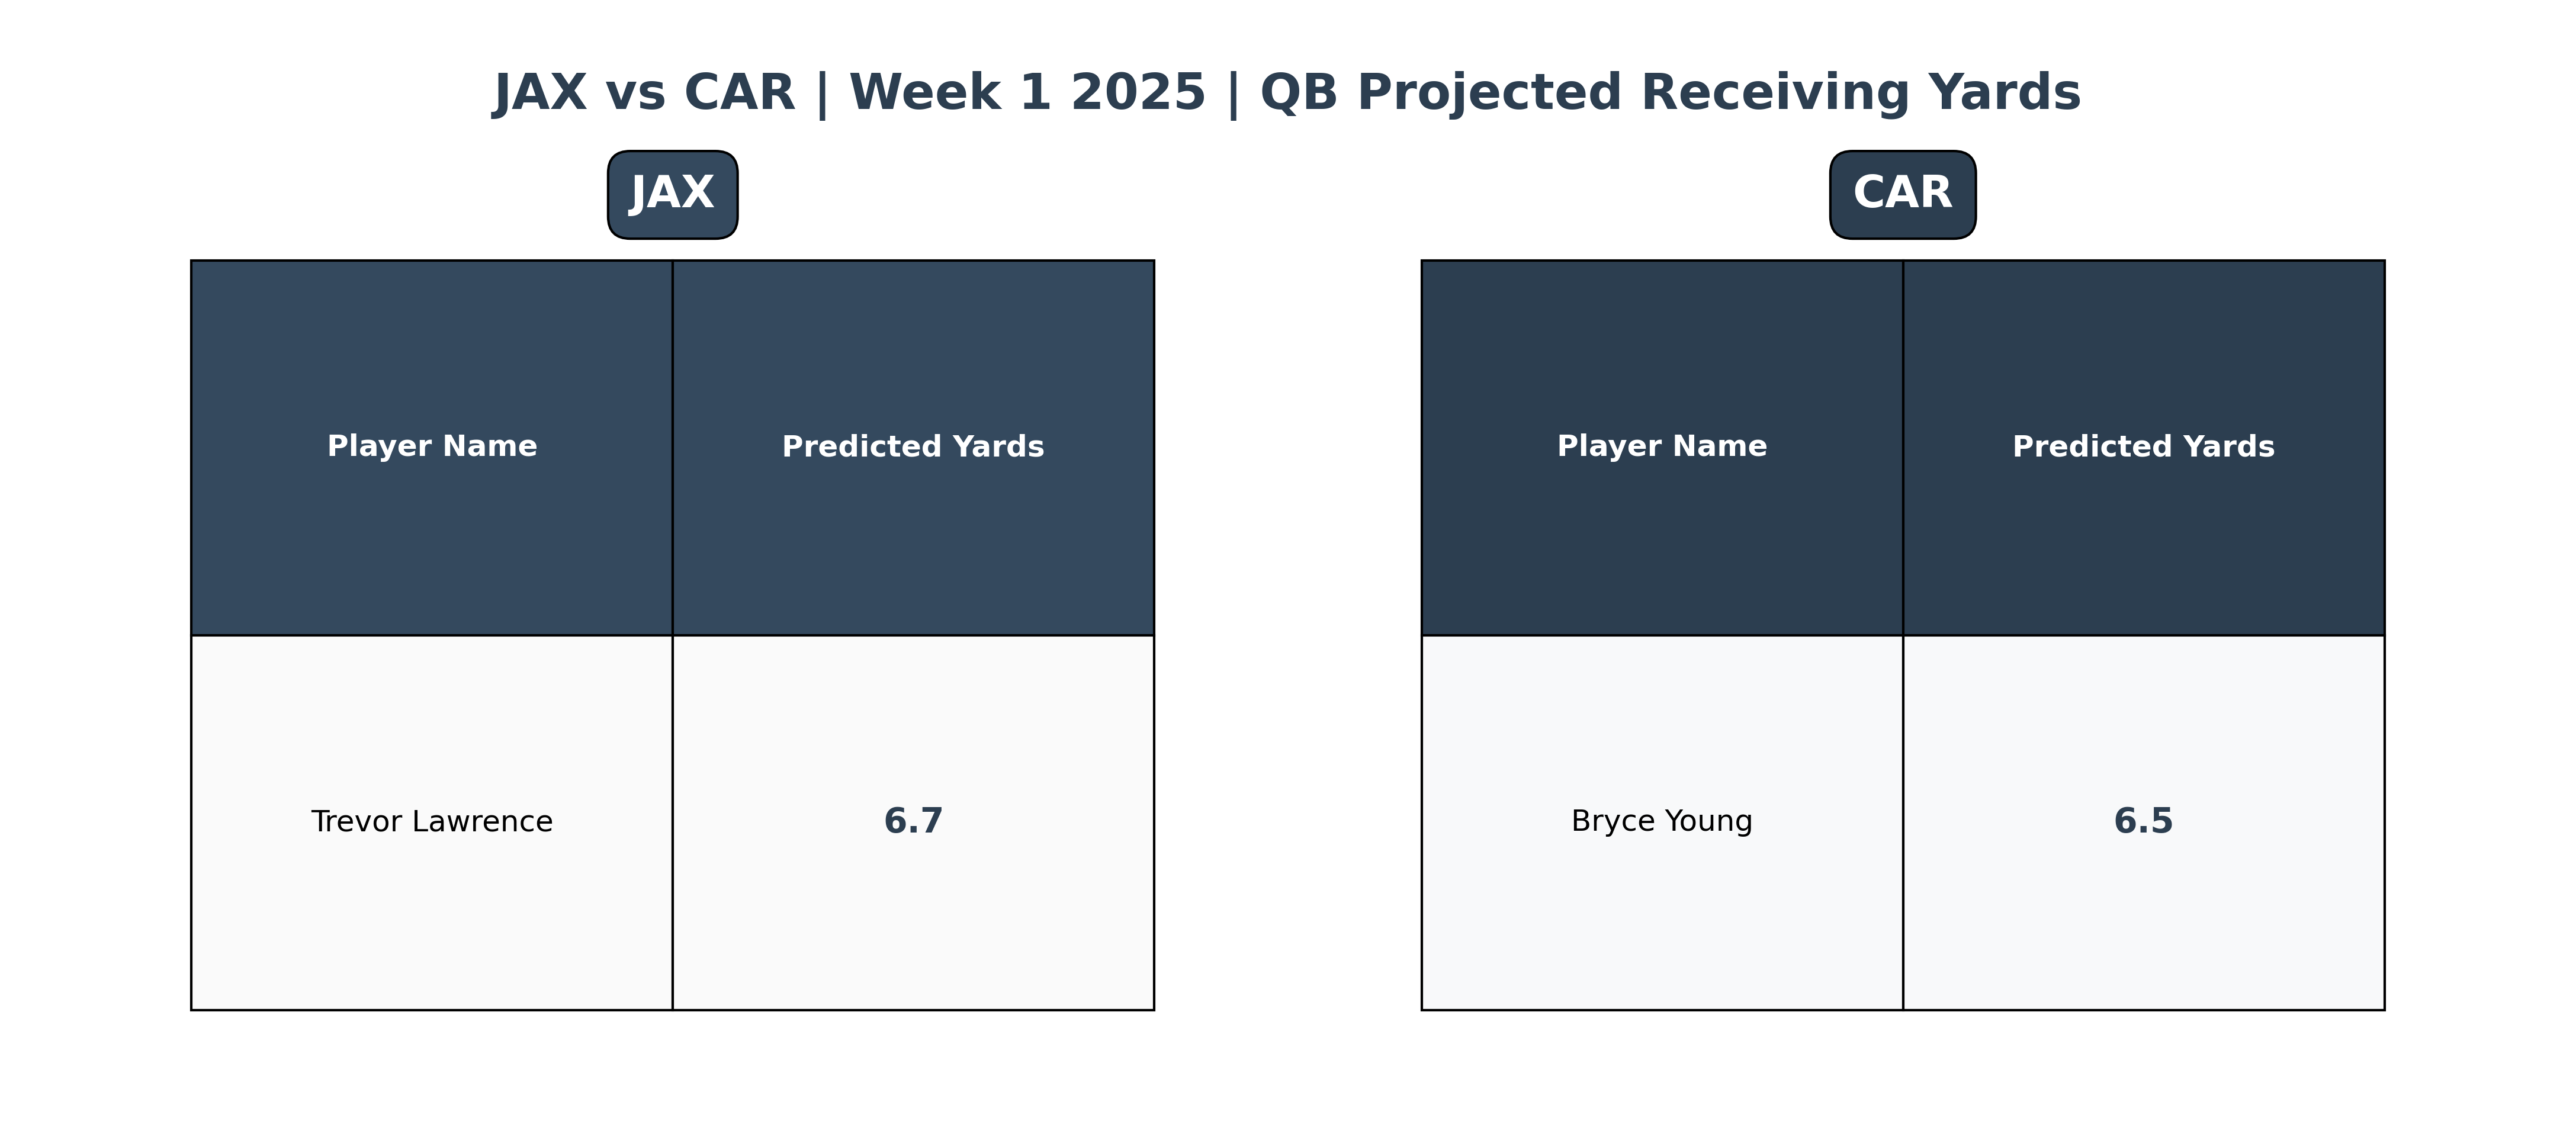 JAX vs CAR | Week 1 2025 | QB Projected Receiving Yards
JAX
Player Name Predicted Yards
Trevor Lawrence 6.7
CAR
Player Name Predicted Yards
Bryce Young 6.5